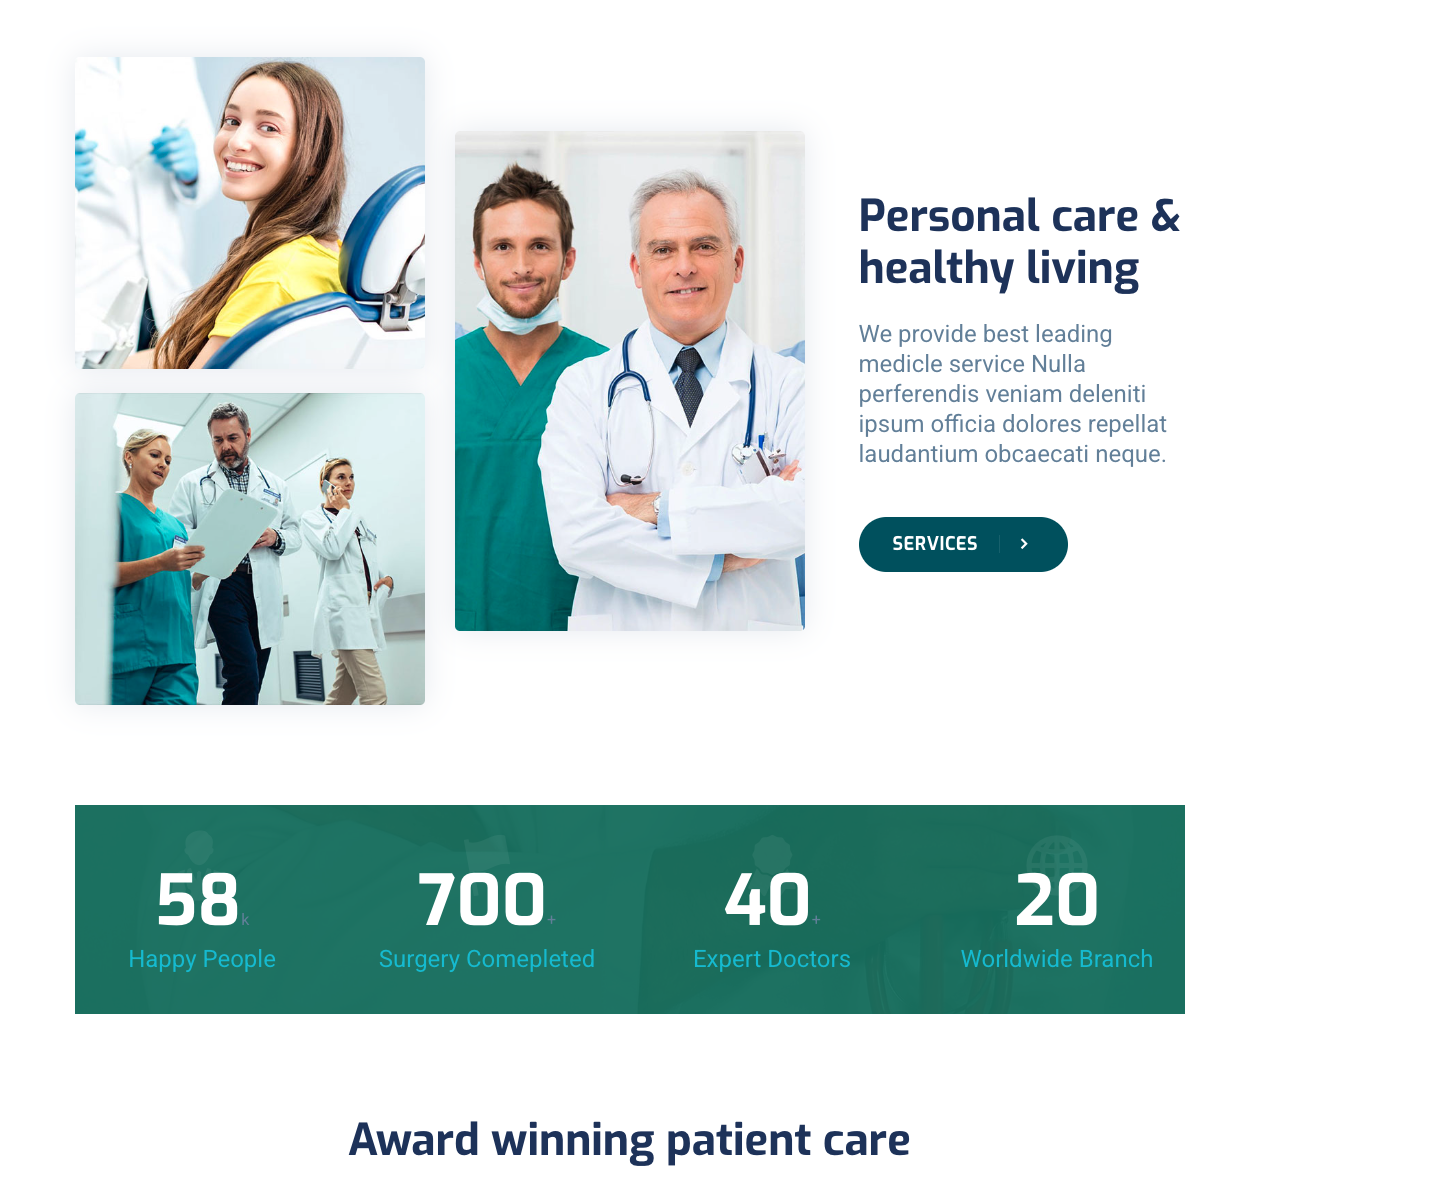 Personal care &
healthy living
We provide best leading
medicle service Nulla
perferendis veniam deleniti
ipsum officia dolores repellat
laudantium obcaecati neque.
SERVICES
58k
700+
40+
20
Happy People
Surgery Comepleted
Expert Doctors
Worldwide Branch
Award winning patient care